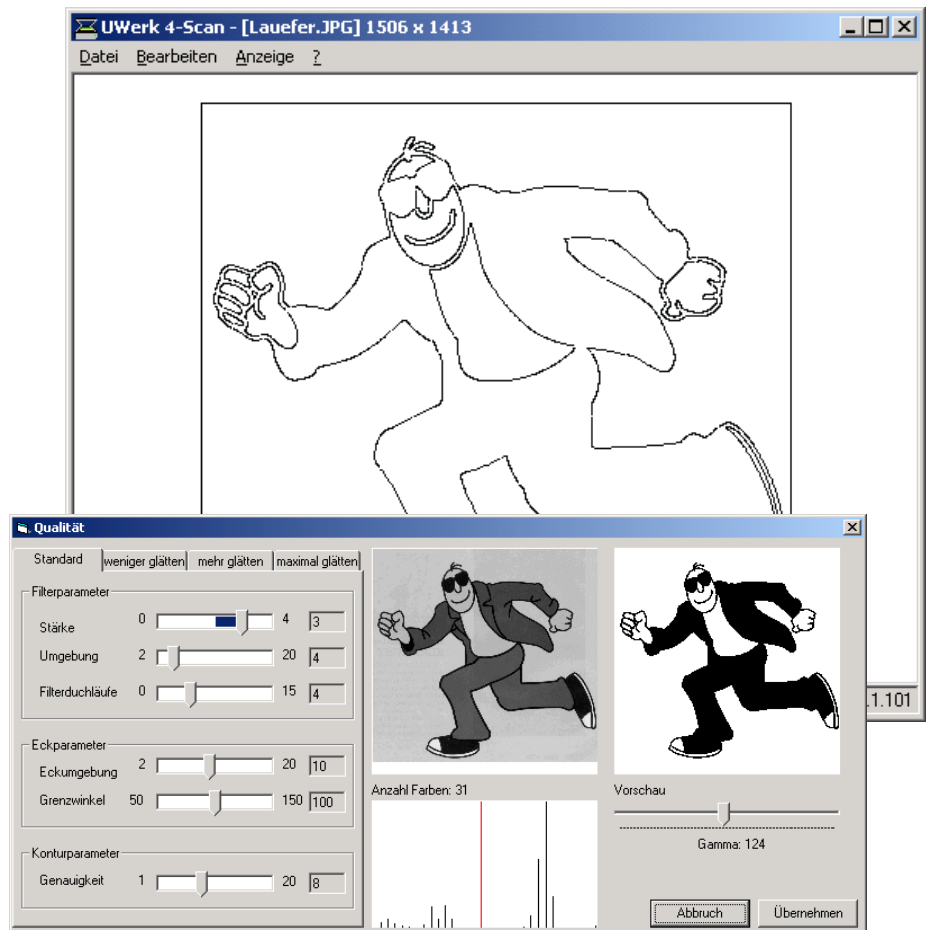 UWerk 4-Scan - [Lauefer.JPG] 1506 x 1413
Datei Bearbeiten Anzeige ?
.1.101
Qualität
Standard weniger glätten mehr glätten maximal glätten
Filterparameter
Stärke 0 4 3
Umgebung 2 20 4
Filterduchläufe 0 15 4
Eckparameter
Eckumgebung 2 20 10
Grenzwinkel 50 150 100
Konturparameter
Genauigkeit 1 20 8
Anzahl Farben: 31
Vorschau
Gamma: 124
Abbruch Übernehmen